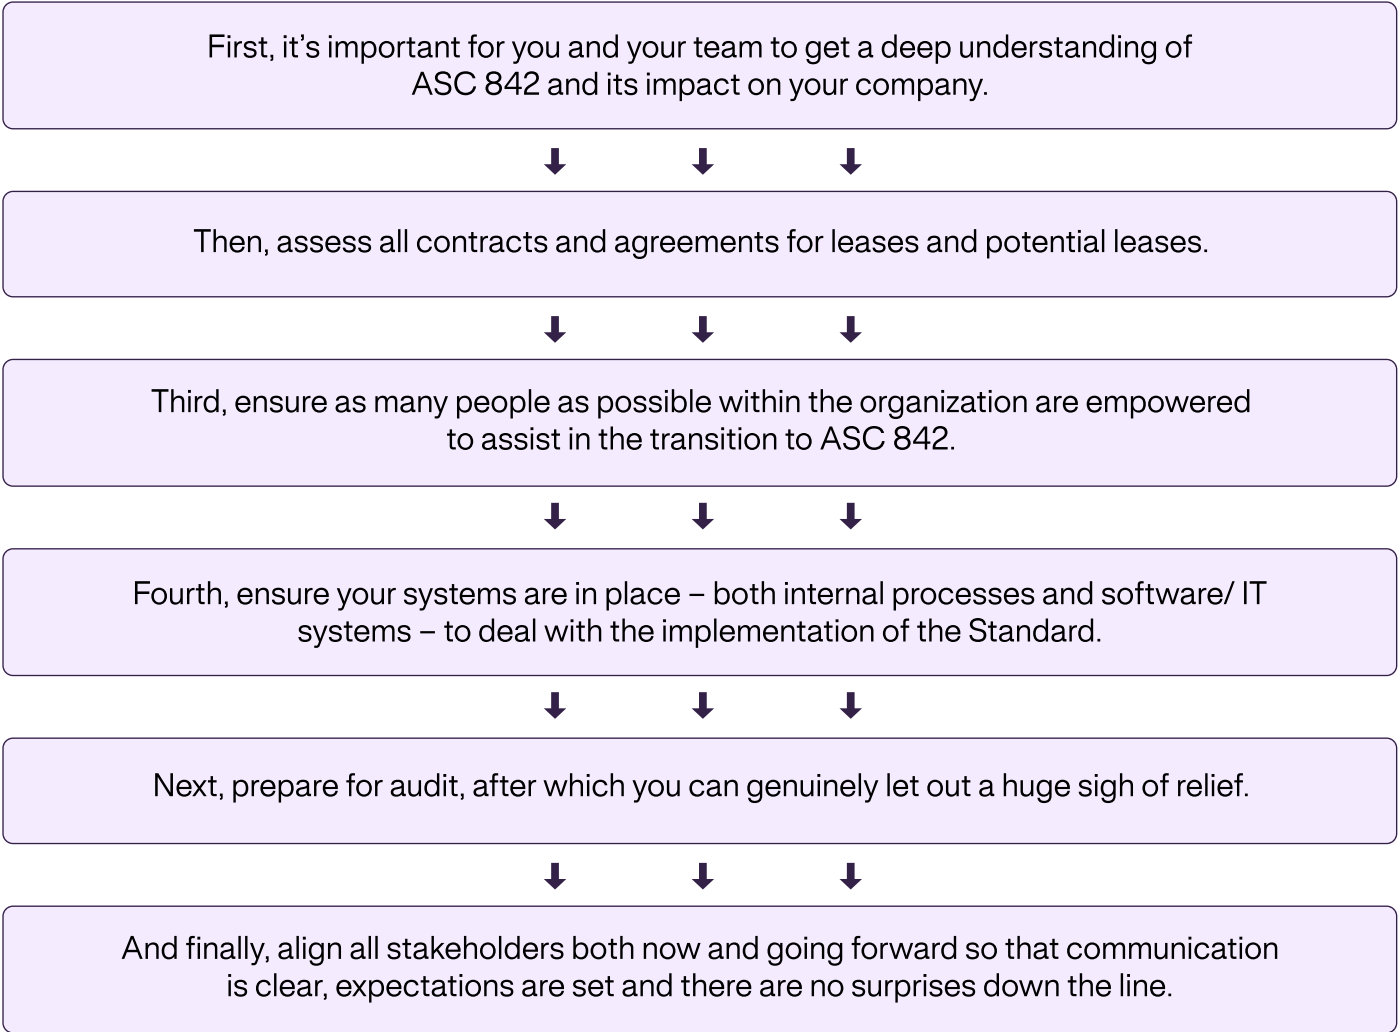 First, it’s important for you and your team to get a deep understanding of
ASC 842 and its impact on your company.
Then, assess all contracts and agreements for leases and potential leases.
Third, ensure as many people as possible within the organization are empowered
to assist in the transition to ASC 842.
Fourth, ensure your systems are in place – both internal processes and software/ IT
systems – to deal with the implementation of the Standard.
Next, prepare for audit, after which you can genuinely let out a huge sigh of relief.
And finally, align all stakeholders both now and going forward so that communication
is clear, expectations are set and there are no surprises down the line.